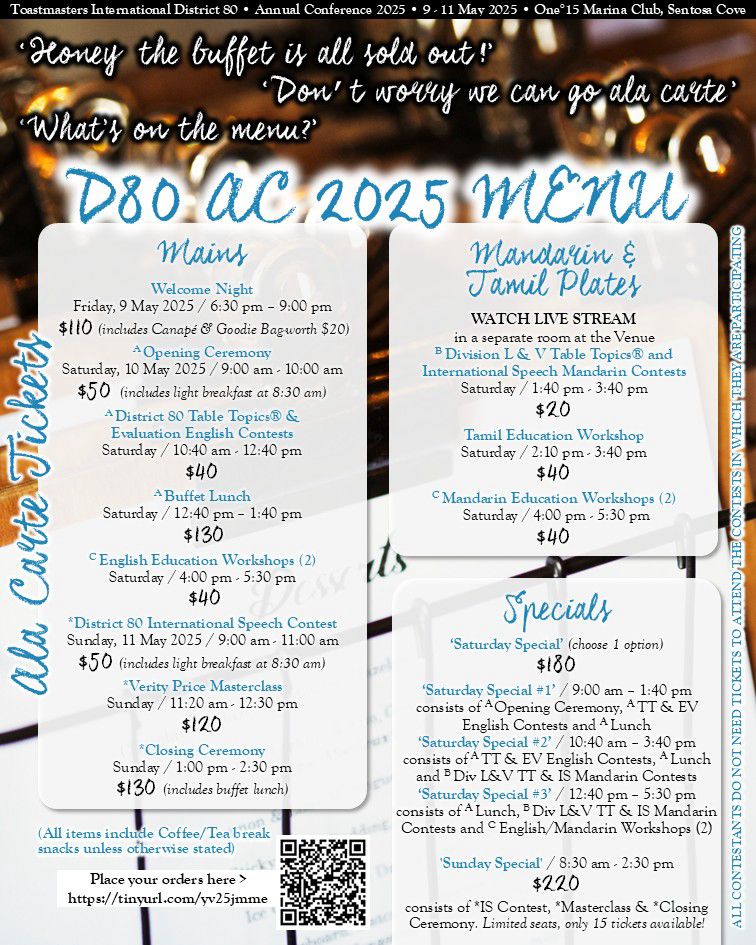 Toastmasters International District 80 • Annual Conference 2025 • 9 - 11 May 2025 • One°15 Marina Club, Sentosa Cove
'Honey the buffet is all sold out!'
'Don't worry we can go ala carte'
'What's on the menu?'
D80 AC 2025 MENU
Ala Carte Tickets
Mains
Welcome Night
Friday, 9 May 2025 / 6:30 pm – 9:00 pm
$110 (includes Canapé & Goodie Bag worth $20)
A Opening Ceremony
Saturday, 10 May 2025 / 9:00 am - 10:00 am
$50 (includes light breakfast at 8:30 am)
A District 80 Table Topics® &
Evaluation English Contests
Saturday / 10:40 am - 12:40 pm
$40
A Buffet Lunch
Saturday / 12:40 pm – 1:40 pm
$130
C English Education Workshops (2)
Saturday / 4:00 pm - 5:30 pm
$40
*District 80 International Speech Contest
Sunday, 11 May 2025 / 9:00 am - 11:00 am
$50 (includes light breakfast at 8:30 am)
*Verity Price Masterclass
Sunday / 11:20 am - 12:30 pm
$120
*Closing Ceremony
Sunday / 1:00 pm - 2:30 pm
$130 (includes buffet lunch)
(All items include Coffee/Tea break
snacks unless otherwise stated)
Place your orders here >
https://tinyurl.com/yv25jmme
Mandarin &
Tamil Plates
WATCH LIVE STREAM
in a separate room at the Venue
B Division L & V Table Topics® and
International Speech Mandarin Contests
Saturday / 1:40 pm - 3:40 pm
$20
Tamil Education Workshop
Saturday / 2:10 pm - 3:40 pm
$40
C Mandarin Education Workshops (2)
Saturday / 4:00 pm - 5:30 pm
$40
Desserts
Specials
'Saturday Special' (choose 1 option)
$180
'Saturday Special #1' / 9:00 am – 1:40 pm
consists of A Opening Ceremony, A TT & EV
English Contests and A Lunch
'Saturday Special #2' / 10:40 am – 3:40 pm
consists of A TT & EV English Contests, A Lunch
and B Div L&V TT & IS Mandarin Contests
'Saturday Special #3' / 12:40 pm – 5:30 pm
consists of A Lunch, B Div L&V TT & IS Mandarin
Contests and C English/Mandarin Workshops (2)
'Sunday Special' / 8:30 am - 2:30 pm
$220
consists of *IS Contest, *Masterclass & *Closing
Ceremony. Limited seats, only 15 tickets available!
ALL CONTESTANTS DO NOT NEED TICKETS TO ATTEND THE CONTESTS IN WHICH THEY ARE PARTICIPATING